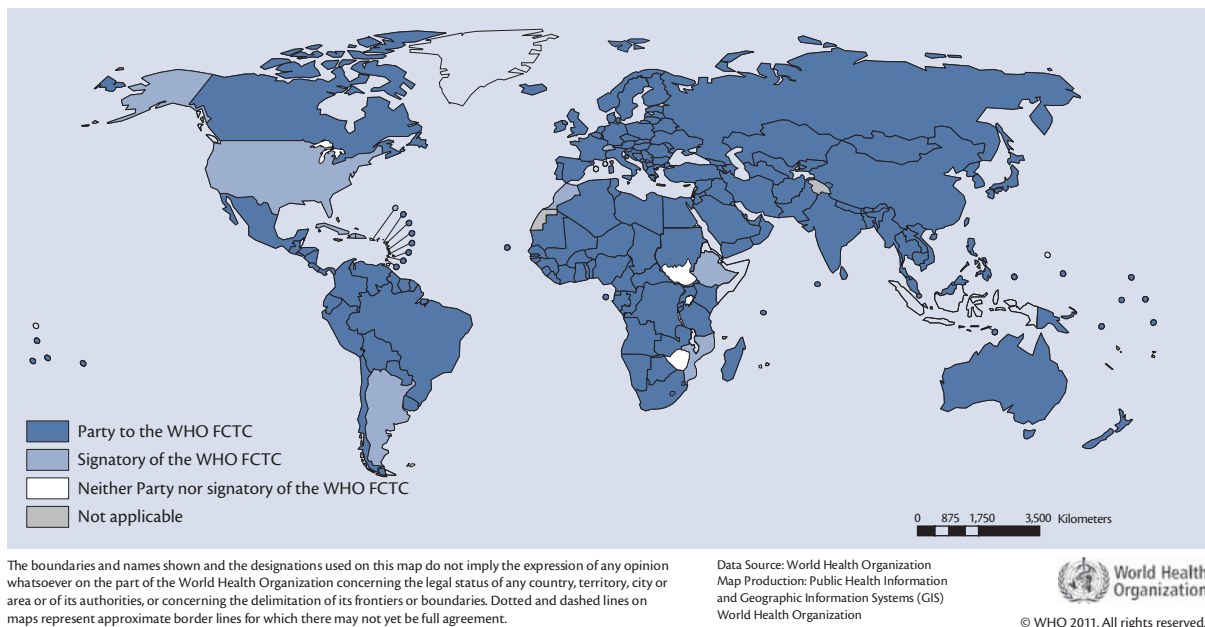 Party to the WHO FCTC
Signatory of the WHO FCTC
Neither Party nor signatory of the WHO FCTC
Not applicable
0 875 1,750 3,500 Kilometers
The boundaries and names shown and the designations used on this map do not imply the expression of any opinion
whatsoever on the part of the World Health Organization concerning the legal status of any country, territory, city or
area or of its authorities, or concerning the delimitation of its frontiers or boundaries. Dotted and dashed lines on
maps represent approximate border lines for which there may not yet be full agreement.
Data Source: World Health Organization
Map Production: Public Health Information
and Geographic Information Systems (GIS)
World Health Organization
World Health
Organization
© WHO 2011. All rights reserved.